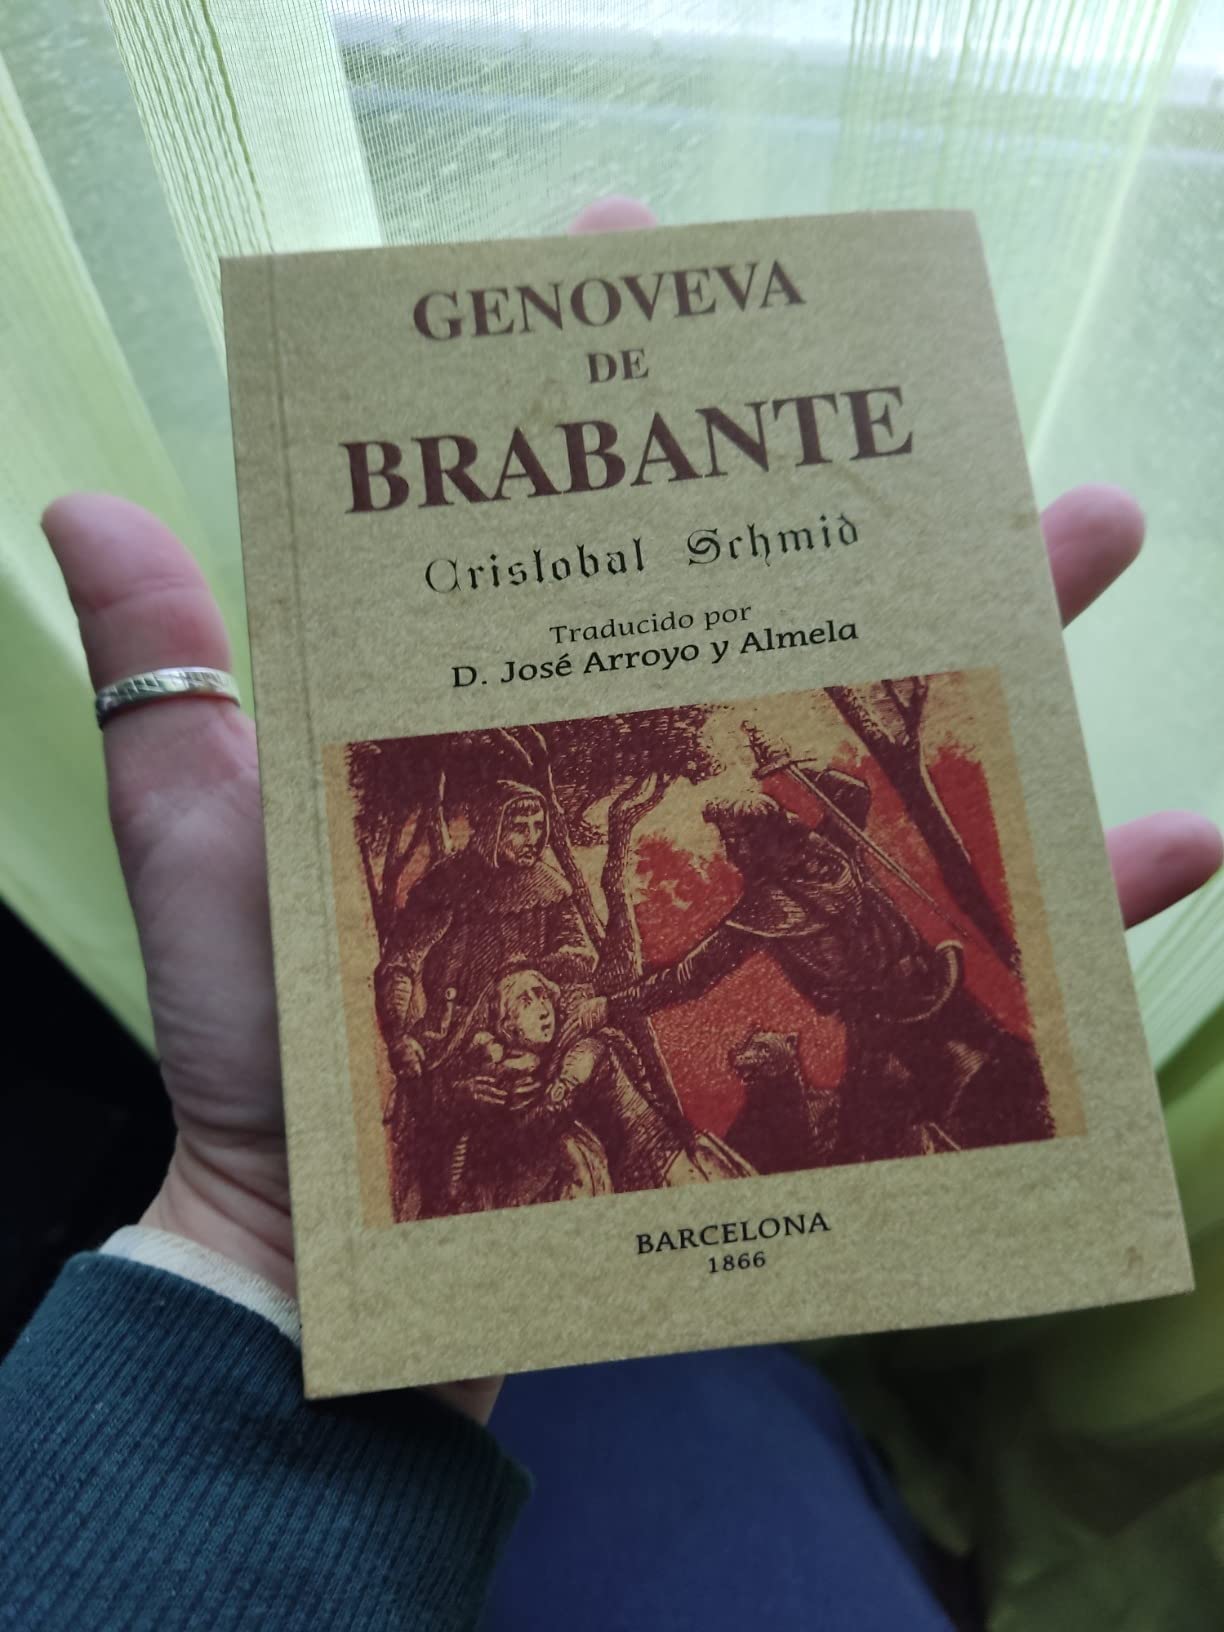 GENOVEVA
DE
BRABANTE
Cristobal Schmid
Traducido por
D. José Arroyo y Almela
BARCELONA
1866